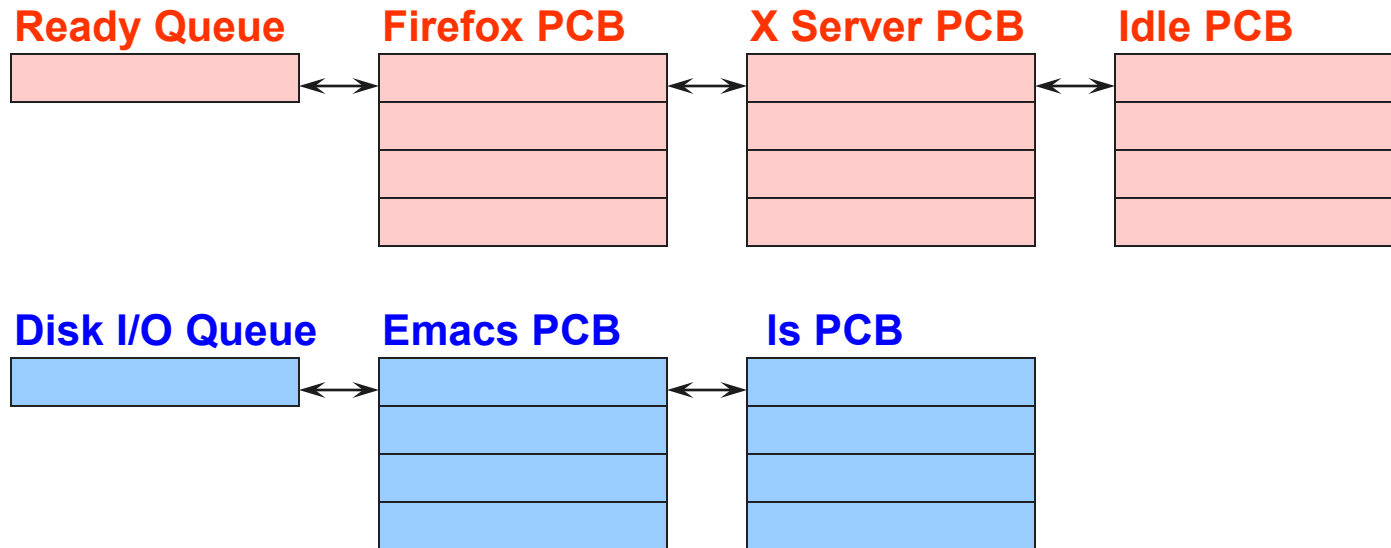 Ready Queue Firefox PCB X Server PCB Idle PCB
Disk I/O Queue Emacs PCB ls PCB